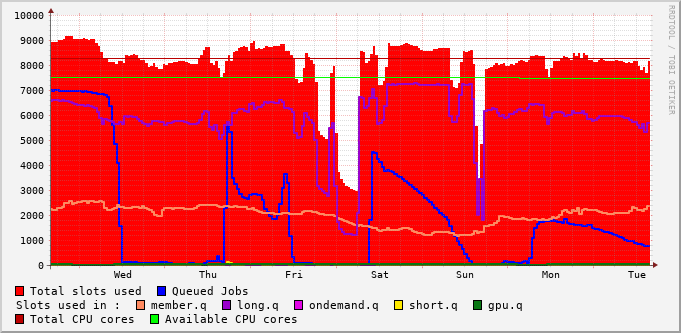 10000
9000
8000
7000
6000
5000
4000
3000
2000
1000
0
Wed Thu Fri Sat Sun Mon Tue
RRDTOOL / TOBI OETIKER
Total slots used Queued Jobs
Slots used in : member.q long.q ondemand.q short.q gpu.q
Total CPU cores Available CPU cores